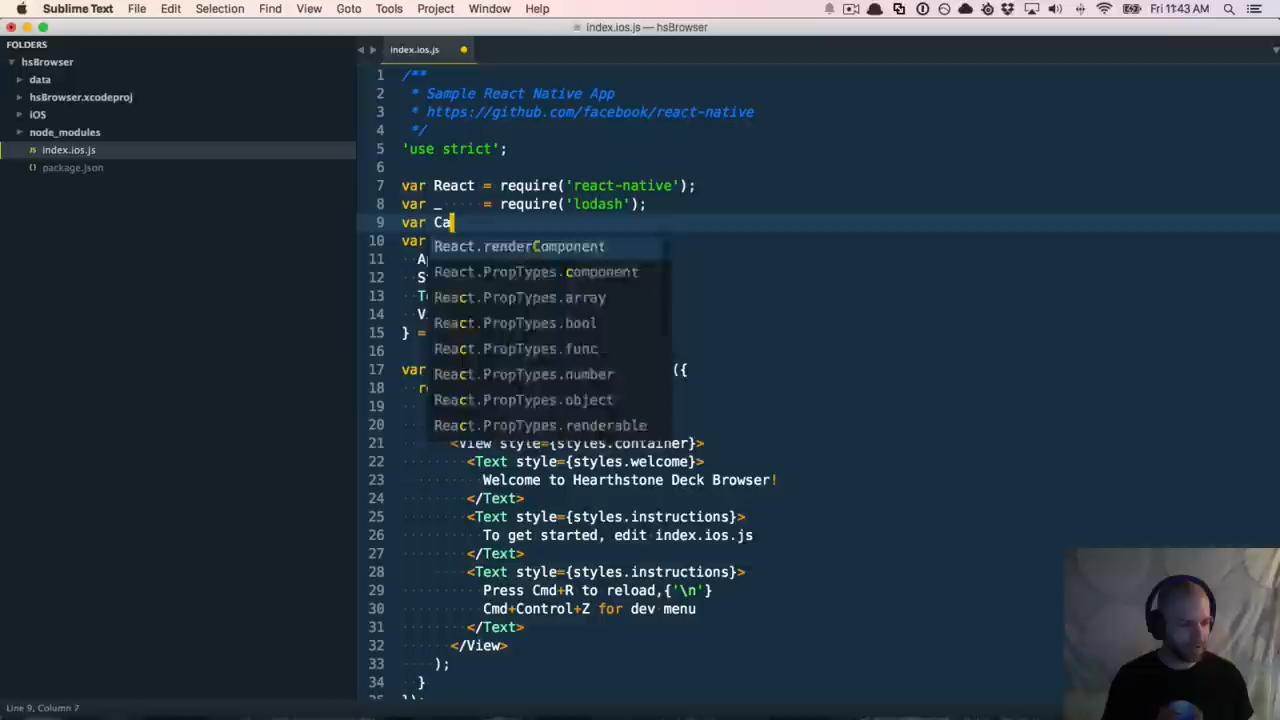 Sublime Text File Edit Selection Find View Goto Tools Project Window Help Fri 11:43 AM
index.ios.js — hsBrowser
FOLDERS
hsBrowser
data
hsBrowser.xcodeproj
iOS
node_modules
JS index.ios.js
{} package.json
index.ios.js
1 /**
2 * Sample React Native App
3 * https://github.com/facebook/react-native
4 */
5 'use strict';
6
7 var React = require('react-native');
8 var _ = require('lodash');
9 var Ca
10 var
React.renderComponent
11
React.PropTypes.component
12
13
React.PropTypes.array
14
React.PropTypes.bool
15 } =
React.PropTypes.func
16
17 var ({
React.PropTypes.number
18
React.PropTypes.object
19
20
React.PropTypes.renderable
21 <View style={styles.container}>
22 <Text style={styles.welcome}>
23 Welcome to Hearthstone Deck Browser!
24 </Text>
25 <Text style={styles.instructions}>
26 To get started, edit index.ios.js
27 </Text>
28 <Text style={styles.instructions}>
29 Press Cmd+R to reload,{'\n'}
30 Cmd+Control+Z for dev menu
31 </Text>
32 </View>
33 );
34 }
Line 9, Column 7